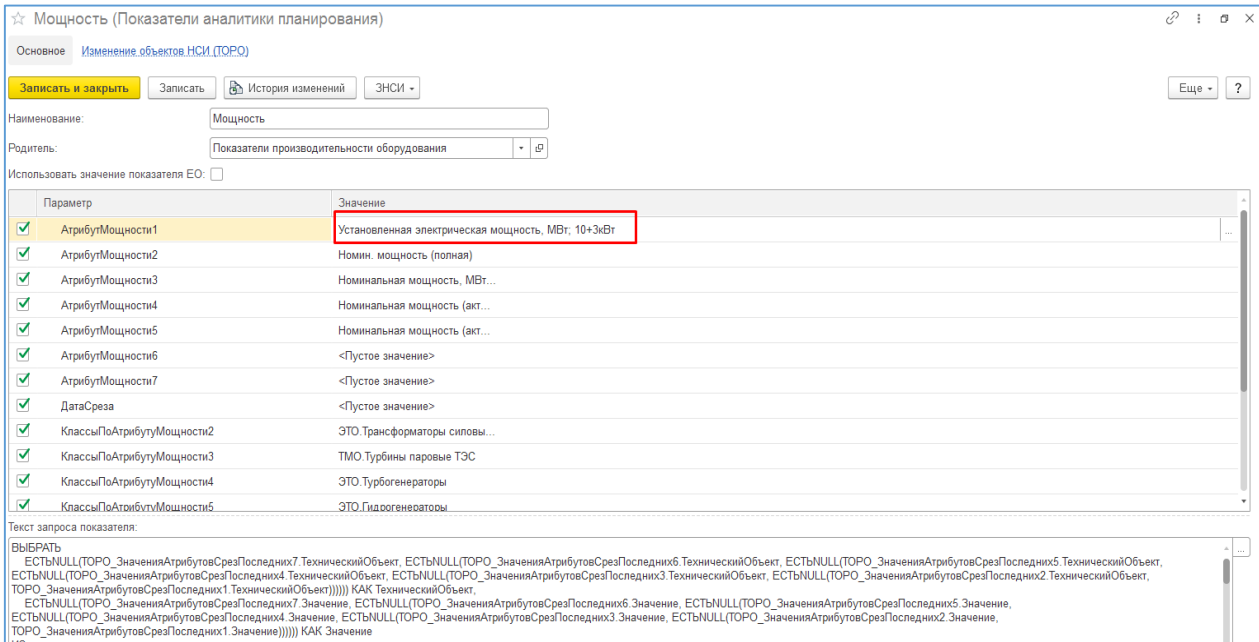 Мощность (Показатели аналитики планирования)
Основное Изменение объектов НСИ (ТОРО)
Записать и закрыть Записать История изменений ЗНСИ Еще ?
Наименование: Мощность
Родитель: Показатели производительности оборудования
Использовать значение показателя ЕО:
Параметр Значение
АтрибутМощности1 Установленная электрическая мощность, МВт; 10+3кВт ...
АтрибутМощности2 Номин. мощность (полная)
АтрибутМощности3 Номинальная мощность, МВт...
АтрибутМощности4 Номинальная мощность (акт...
АтрибутМощности5 Номинальная мощность (акт...
АтрибутМощности6 <Пустое значение>
АтрибутМощности7 <Пустое значение>
ДатаСреза <Пустое значение>
КлассыПоАтрибутуМощности2 ЭТО.Трансформаторы силовы...
КлассыПоАтрибутуМощности3 ТМО.Турбины паровые ТЭС
КлассыПоАтрибутуМощности4 ЭТО.Турбогенераторы
КлассыПоАтрибутуМощности5 ЭТО.Гидрогенераторы
Текст запроса показателя:
ВЫБРАТЬ ...
ЕСТЬNULL(ТОРО_ЗначенияАтрибутовСрезПоследних7.ТехническийОбъект, ЕСТЬNULL(ТОРО_ЗначенияАтрибутовСрезПоследних6.ТехническийОбъект, ЕСТЬNULL(ТОРО_ЗначенияАтрибутовСрезПоследних5.ТехническийОбъект,
ЕСТЬNULL(ТОРО_ЗначенияАтрибутовСрезПоследних4.ТехническийОбъект, ЕСТЬNULL(ТОРО_ЗначенияАтрибутовСрезПоследних3.ТехническийОбъект, ЕСТЬNULL(ТОРО_ЗначенияАтрибутовСрезПоследних2.ТехническийОбъект,
ТОРО_ЗначенияАтрибутовСрезПоследних1.ТехническийОбъект)))))) КАК ТехническийОбъект,
ЕСТЬNULL(ТОРО_ЗначенияАтрибутовСрезПоследних7.Значение, ЕСТЬNULL(ТОРО_ЗначенияАтрибутовСрезПоследних6.Значение, ЕСТЬNULL(ТОРО_ЗначенияАтрибутовСрезПоследних5.Значение,
ЕСТЬNULL(ТОРО_ЗначенияАтрибутовСрезПоследних4.Значение, ЕСТЬNULL(ТОРО_ЗначенияАтрибутовСрезПоследних3.Значение, ЕСТЬNULL(ТОРО_ЗначенияАтрибутовСрезПоследних2.Значение,
ТОРО_ЗначенияАтрибутовСрезПоследних1.Значение)))))) КАК Значение